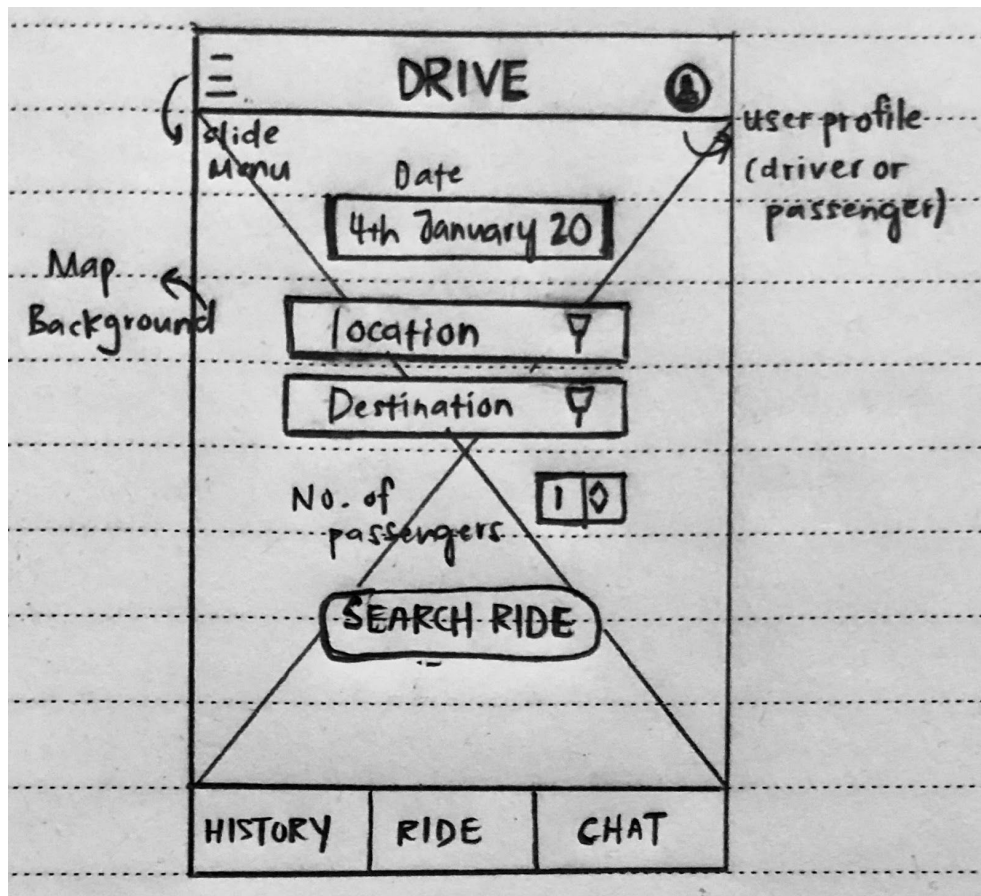 DRIVE
slide
Menu
user profile
(driver or
passenger)
Date
4th January 20
Map
Background
location
Destination
No. of
passengers
1
SEARCH RIDE
HISTORY
RIDE
CHAT